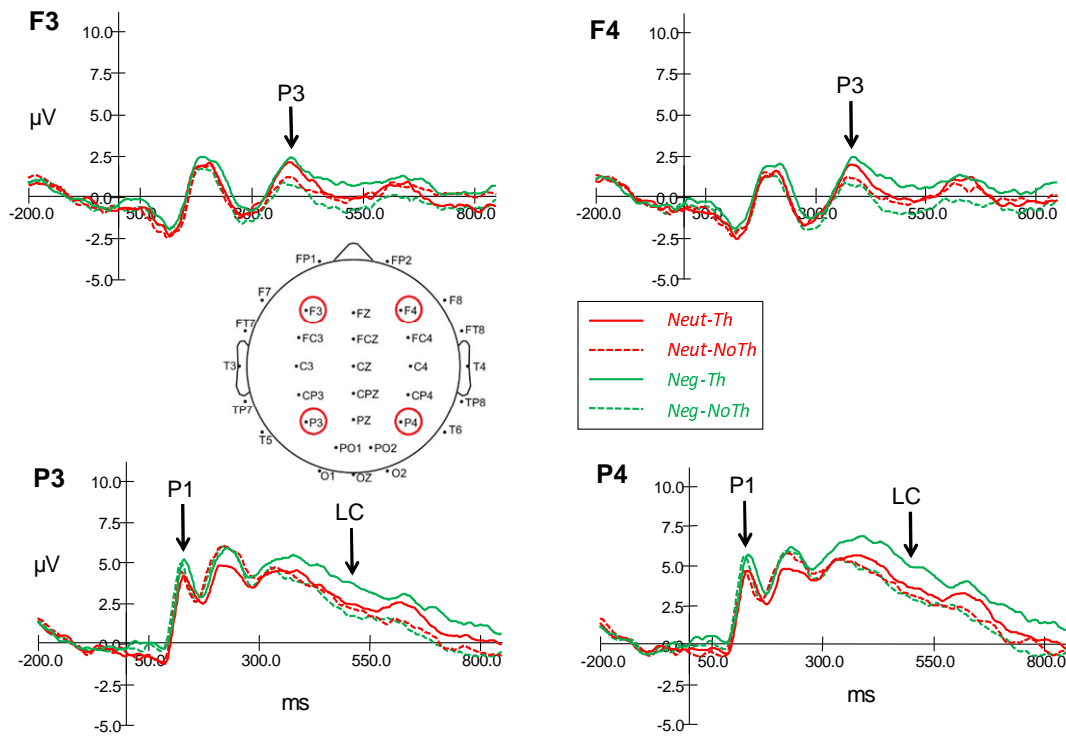 F3
10.0
7.5
5.0
2.5
0.0
-2.5
-5.0
µV
P3
-200.0
50.0
300.0
550.0
800.0
F4
10.0
7.5
5.0
2.5
0.0
-2.5
-5.0
P3
-200.0
50.0
300.0
550.0
800.0
FP1 FP2
F7 F3 FZ F4 F8
FT7 FC3 FCZ FC4 FT8
T3 C3 CZ C4 T4
TP7 CP3 CPZ CP4 TP8
T5 P3 PZ P4 T6
PO1 PO2
O1 OZ O2
Neut-Th
Neut-NoTh
Neg-Th
Neg-NoTh
P3
10.0
7.5
5.0
2.5
0.0
-2.5
-5.0
µV
P1
LC
-200.0
50.0
300.0
550.0
800.0
ms
P4
10.0
7.5
5.0
2.5
0.0
-2.5
-5.0
P1
LC
-200.0
50.0
300.0
550.0
800.0
ms